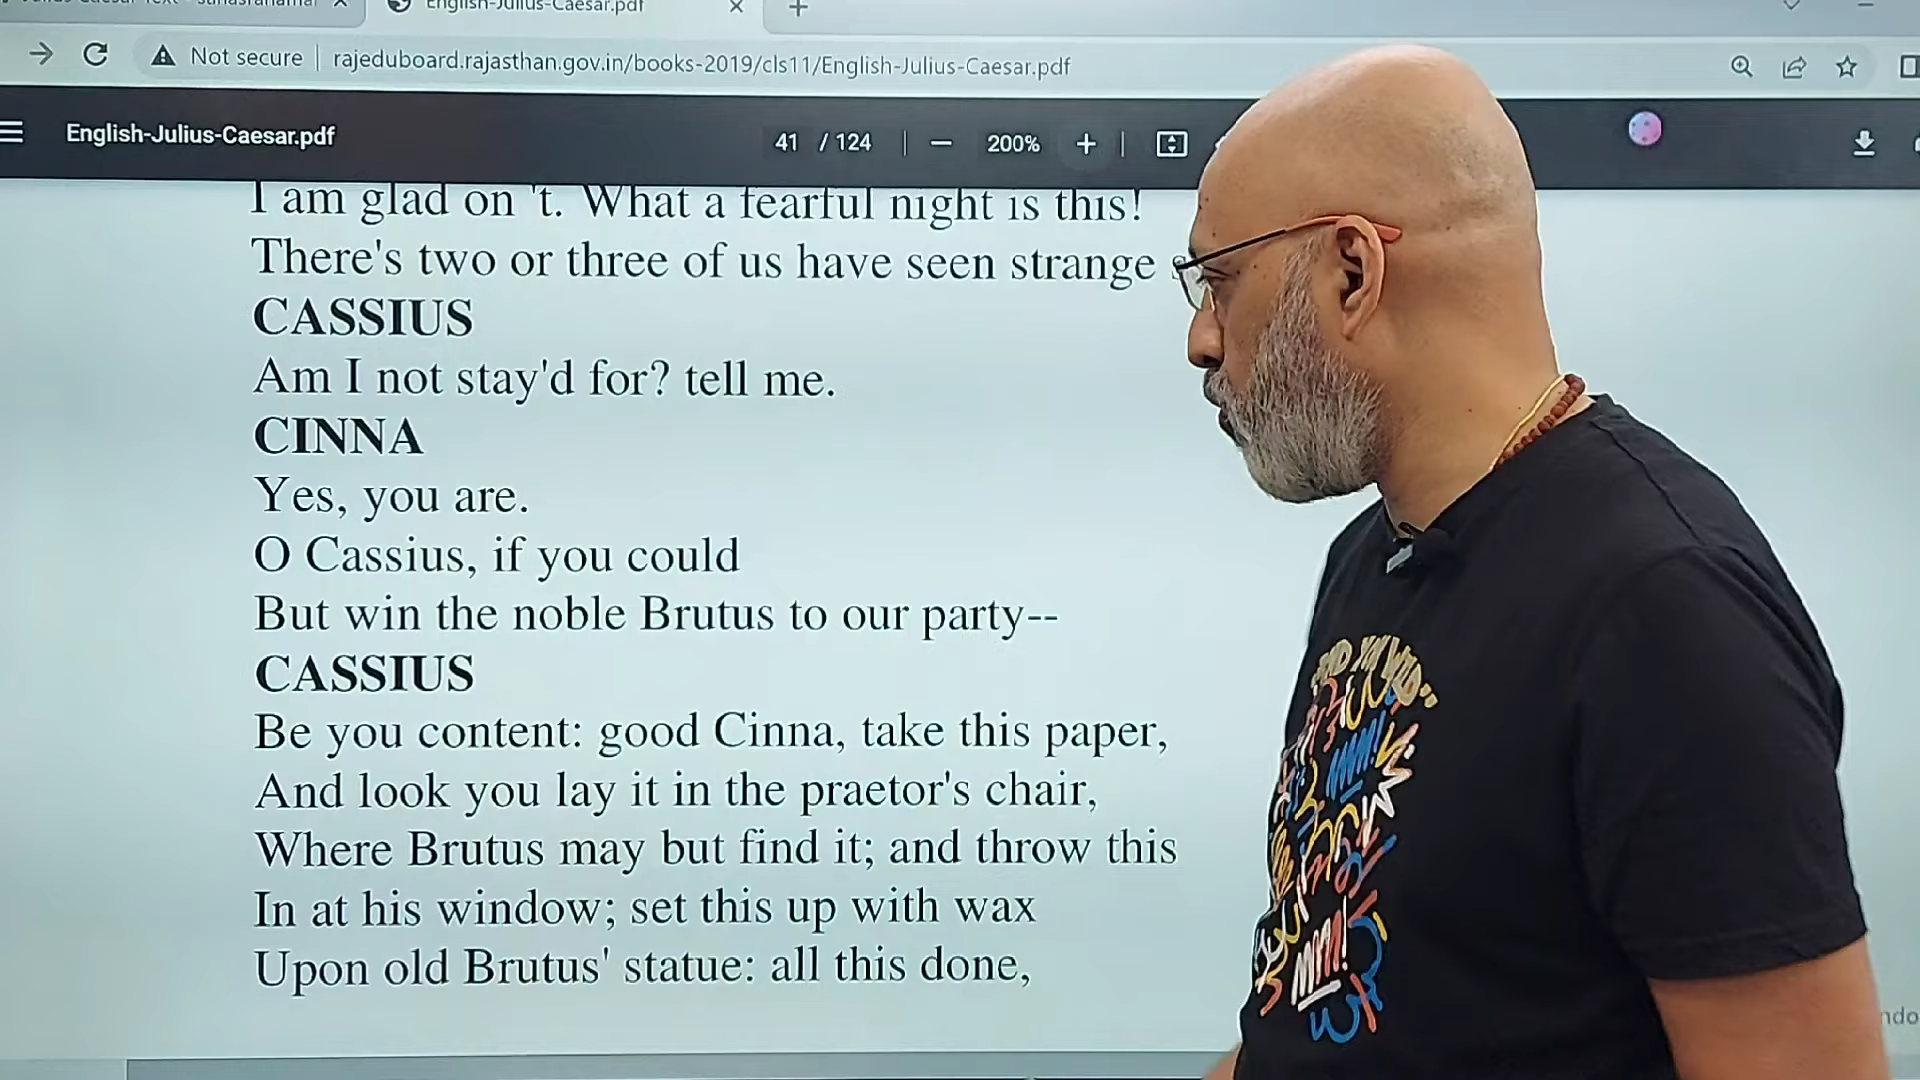 English-Julius-Caesar.pdf
Not secure | rajeduboard.rajasthan.gov.in/books-2019/cls11/English-Julius-Caesar.pdf
English-Julius-Caesar.pdf
41 / 124
200%
I am glad on 't. What a fearful night is this!
There's two or three of us have seen strange
CASSIUS
Am I not stay'd for? tell me.
CINNA
Yes, you are.
O Cassius, if you could
But win the noble Brutus to our party--
CASSIUS
Be you content: good Cinna, take this paper,
And look you lay it in the praetor's chair,
Where Brutus may but find it; and throw this
In at his window; set this up with wax
Upon old Brutus' statue: all this done,